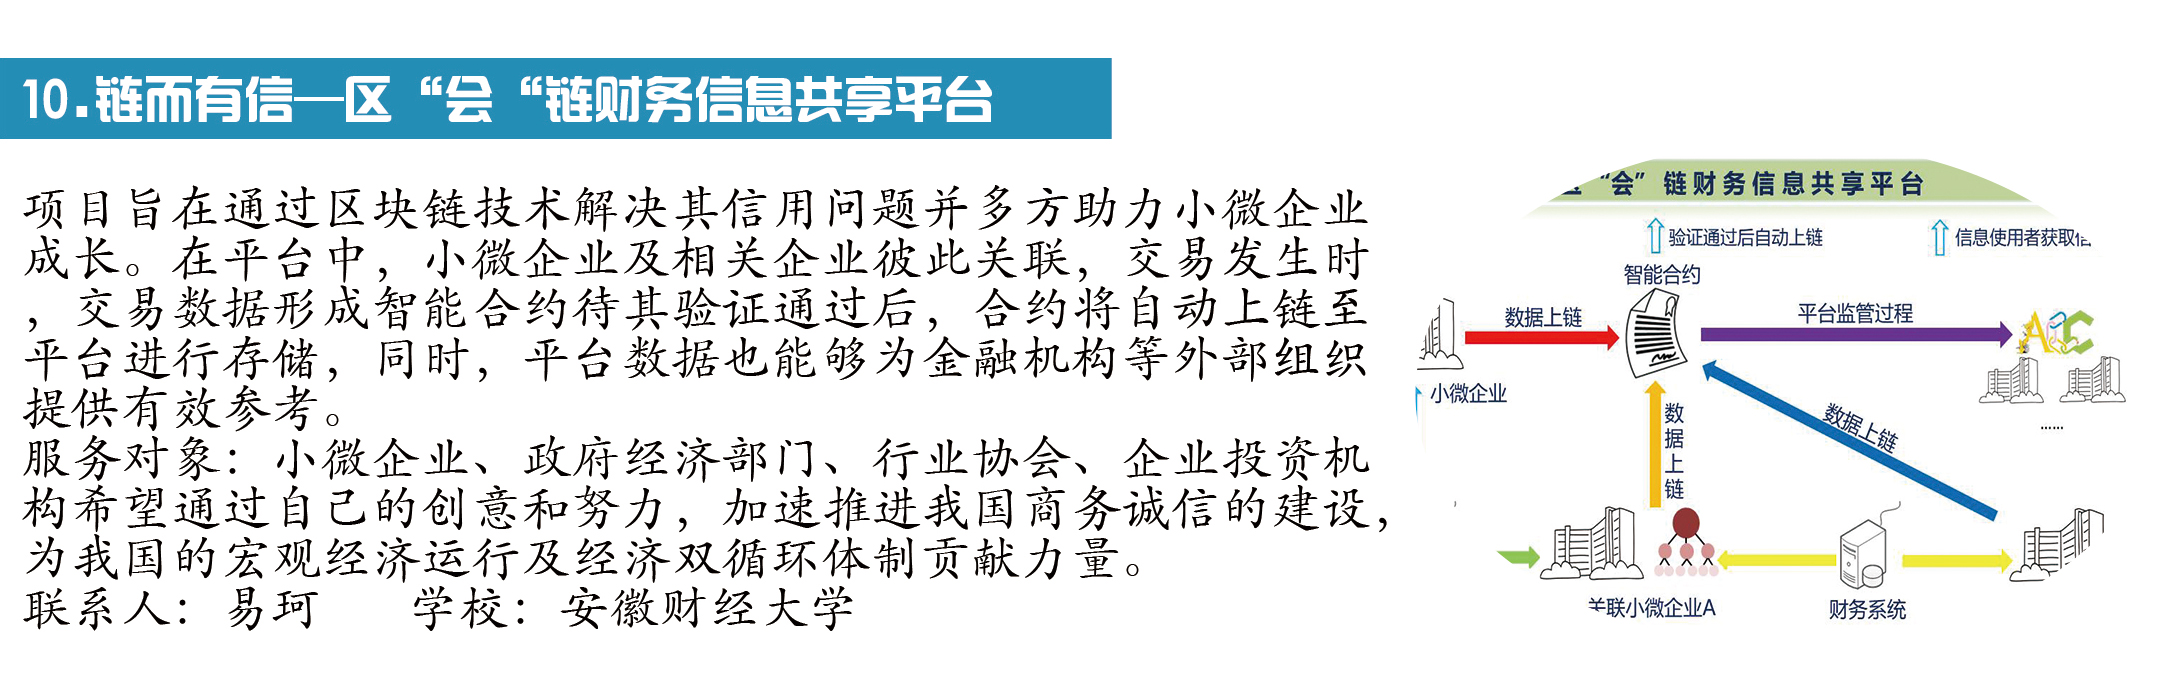 10.链而有信—区“会“链财务信息共享平台
项目旨在通过区块链技术解决其信用问题并多方助力小微企业
成长。在平台中，小微企业及相关企业彼此关联，交易发生时
，交易数据形成智能合约待其验证通过后，合约将自动上链至
平台进行存储，同时，平台数据也能够为金融机构等外部组织
提供有效参考。
服务对象：小微企业、政府经济部门、行业协会、企业投资机
构希望通过自己的创意和努力，加速推进我国商务诚信的建设，
为我国的宏观经济运行及经济双循环体制贡献力量。
联系人：易珂 学校：安徽财经大学
“会”链财务信息共享平台
验证通过后自动上链
信息使用者获取
智能合约
数据上链
平台监管过程
ABC
小微企业
数据上链
数据上链
……
关联小微企业A
财务系统